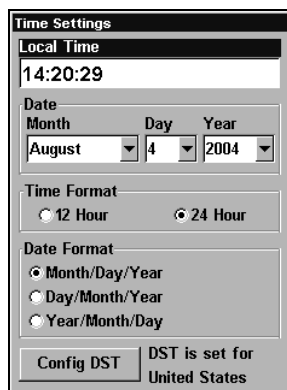 Time Settings
Local Time
14:20:29
Date
Month Day Year
August 4 2004
Time Format
12 Hour 24 Hour
Date Format
Month/Day/Year
Day/Month/Year
Year/Month/Day
Config DST
DST is set for
United States